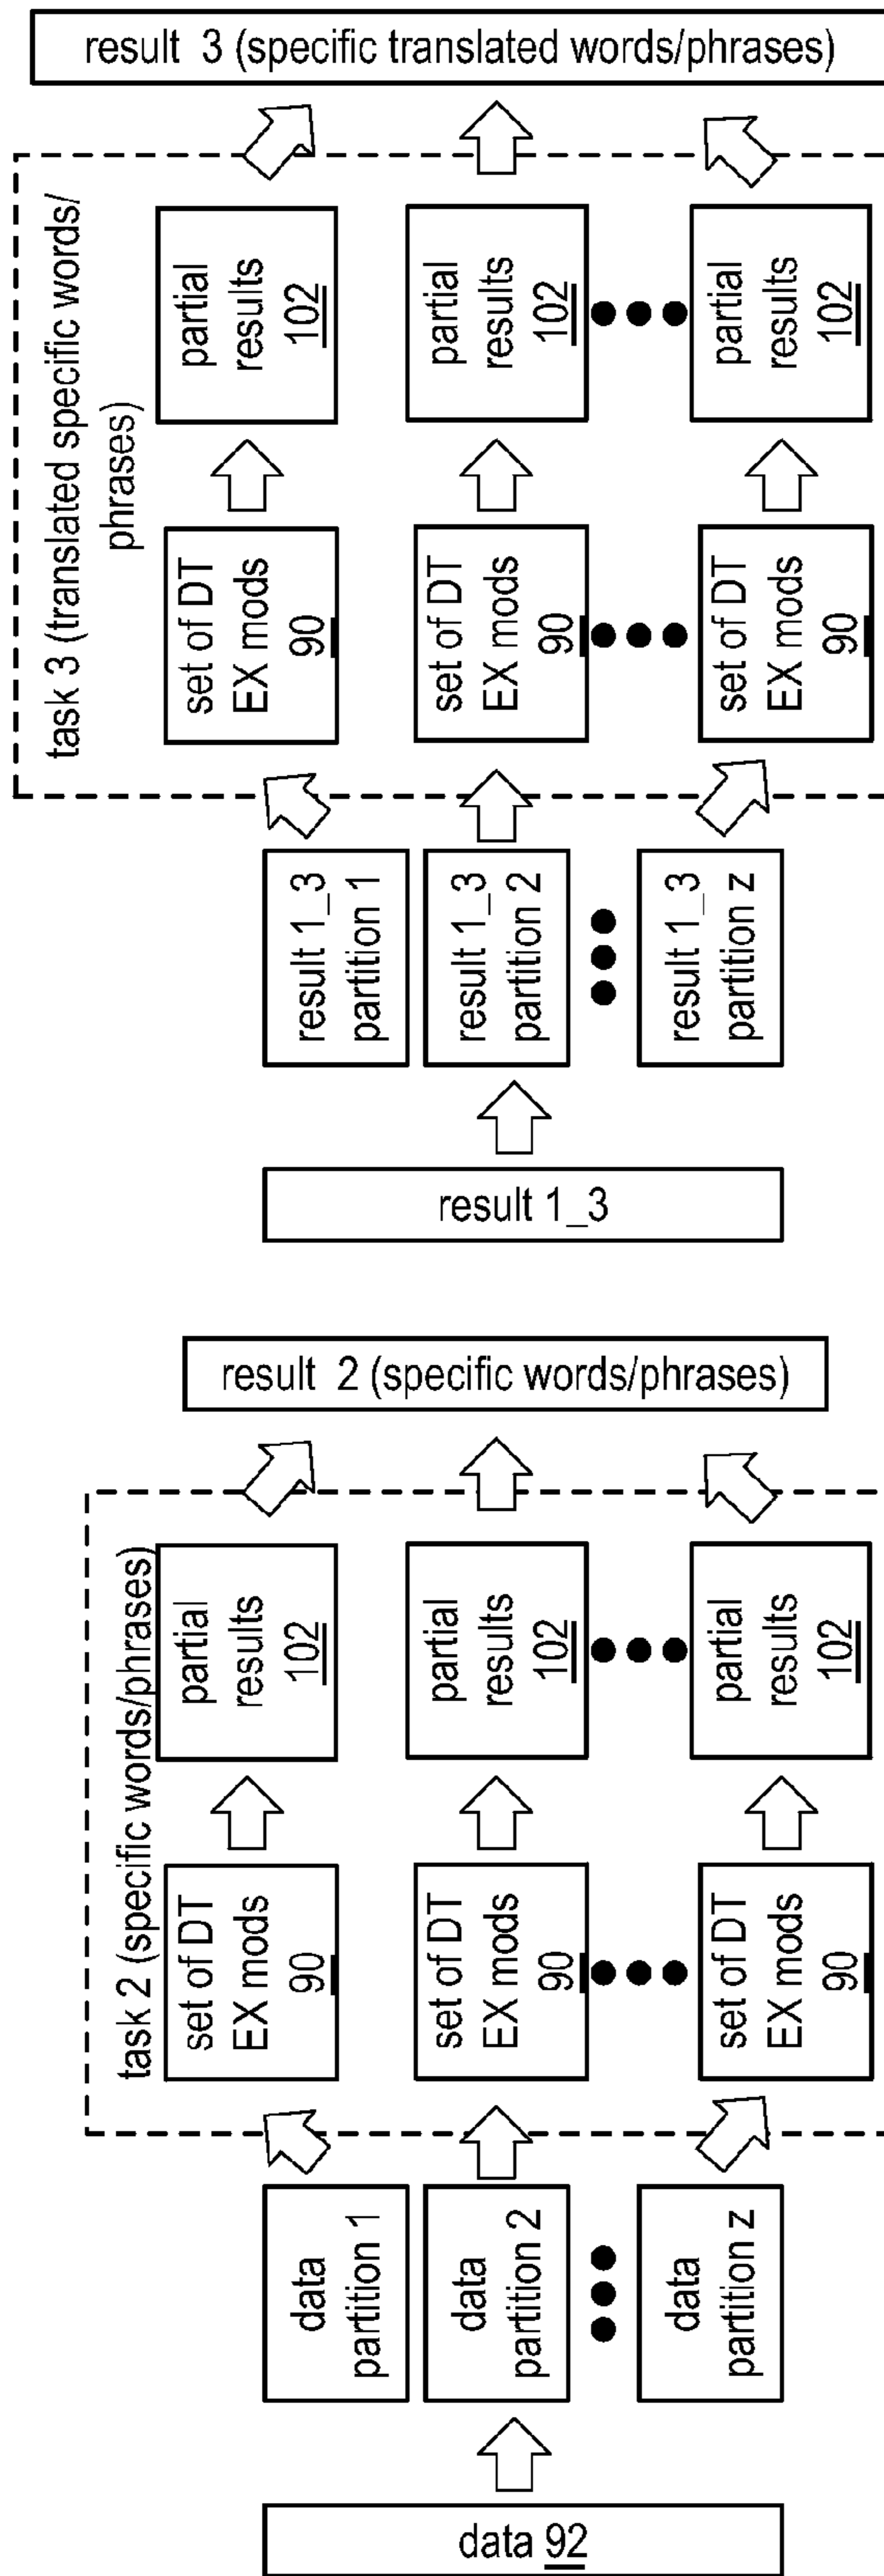 data 92
data
partition 1
data
partition 2
data
partition z
task 2 (specific words/phrases)
set of DT
EX mods
90
partial
results
102
set of DT
EX mods
90
partial
results
102
set of DT
EX mods
90
partial
results
102
result 2 (specific words/phrases)
result 1_3
result 1_3
partition 1
result 1_3
partition 2
result 1_3
partition z
task 3 (translated specific words/
phrases)
set of DT
EX mods
90
partial
results
102
set of DT
EX mods
90
partial
results
102
set of DT
EX mods
90
partial
results
102
result 3 (specific translated words/phrases)